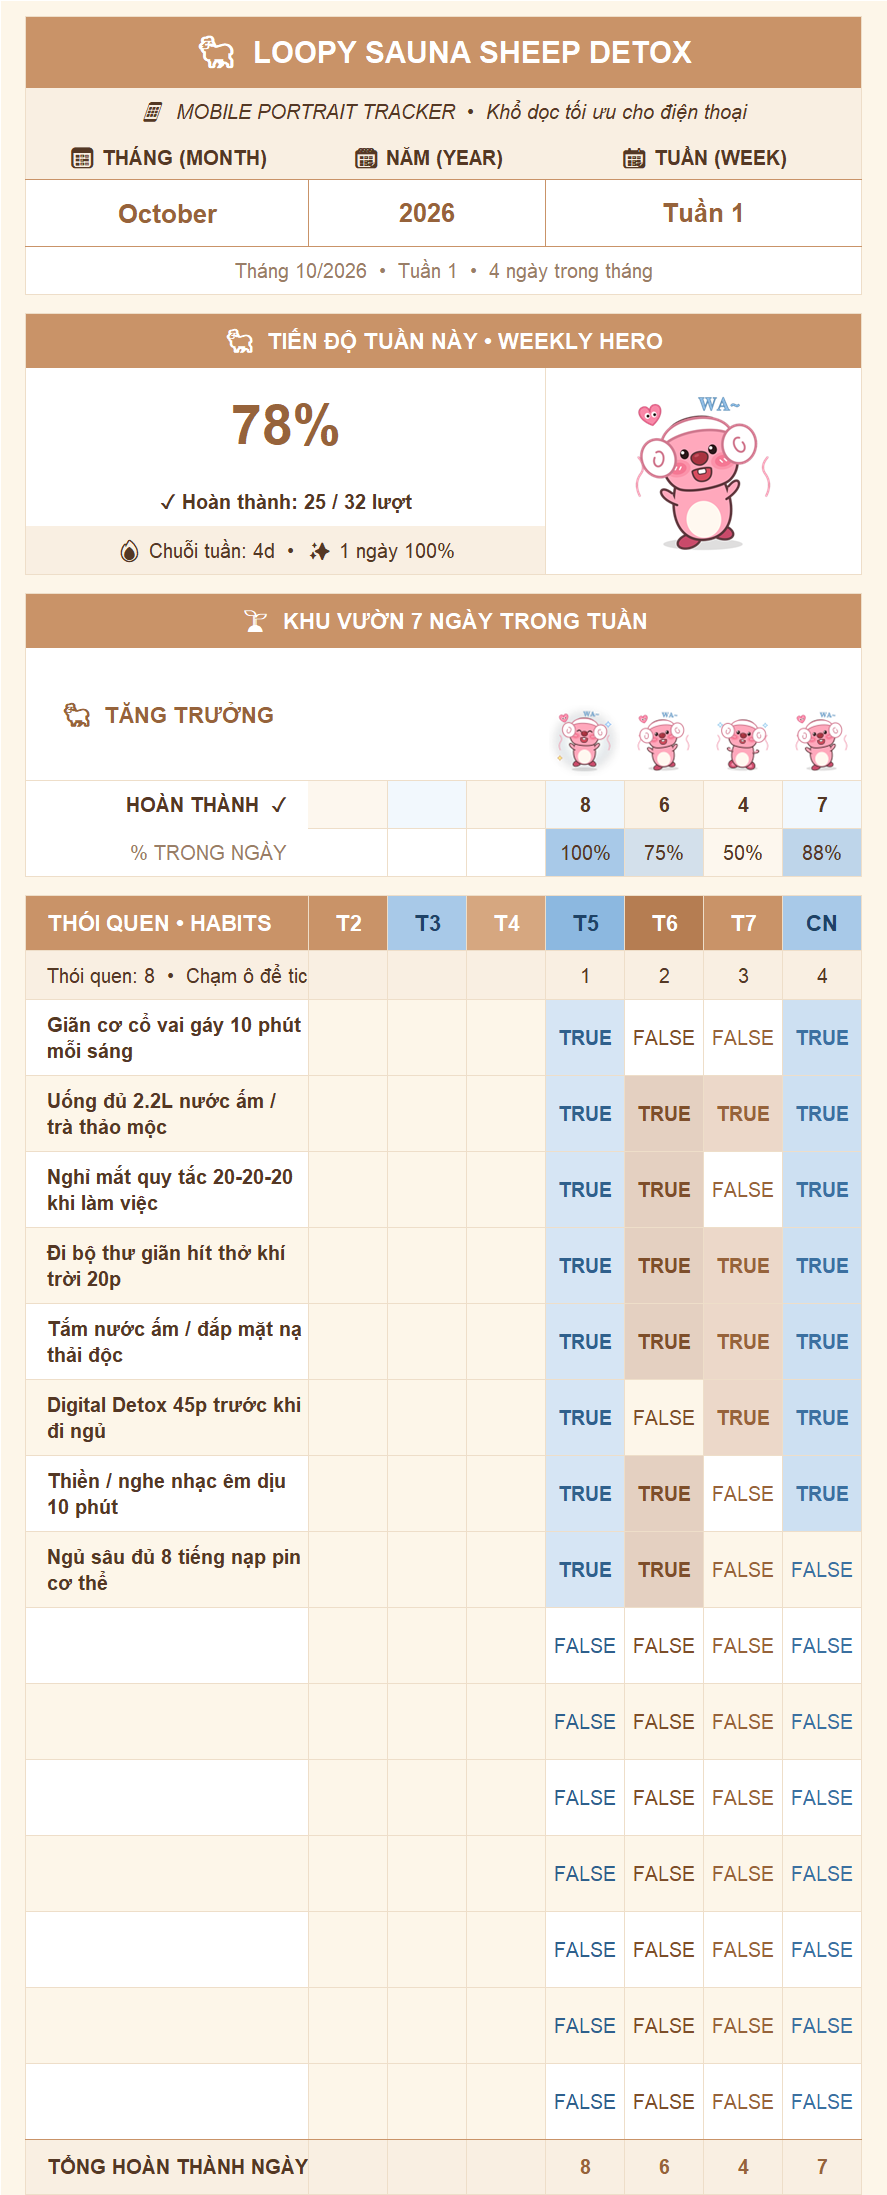 LOOPY SAUNA SHEEP DETOX
MOBILE PORTRAIT TRACKER • Khổ dọc tối ưu cho điện thoại
THÁNG (MONTH) NĂM (YEAR) TUẦN (WEEK)
October 2026 Tuần 1
Tháng 10/2026 • Tuần 1 • 4 ngày trong tháng
TIẾN ĐỘ TUẦN NÀY • WEEKLY HERO
78%
WA~
✓ Hoàn thành: 25 / 32 lượt
Chuỗi tuần: 4d • 1 ngày 100%
KHU VƯỜN 7 NGÀY TRONG TUẦN
TĂNG TRƯỞNG WA~ WA~ WA~
HOÀN THÀNH ✓ 8 6 4 7
% TRONG NGÀY 100% 75% 50% 88%
THÓI QUEN • HABITS T2 T3 T4 T5 T6 T7 CN
Thói quen: 8 • Chạm ô để tic 1 2 3 4
Giãn cơ cổ vai gáy 10 phút
mỗi sáng
TRUE FALSE FALSE TRUE
Uống đủ 2.2L nước ấm /
trà thảo mộc
TRUE TRUE TRUE TRUE
Nghỉ mắt quy tắc 20-20-20
khi làm việc
TRUE TRUE FALSE TRUE
Đi bộ thư giãn hít thở khí
trời 20p
TRUE TRUE TRUE TRUE
Tắm nước ấm / đắp mặt nạ
thải độc
TRUE TRUE TRUE TRUE
Digital Detox 45p trước khi
đi ngủ
TRUE FALSE TRUE TRUE
Thiền / nghe nhạc êm dịu
10 phút
TRUE TRUE FALSE TRUE
Ngủ sâu đủ 8 tiếng nạp pin
cơ thể
TRUE TRUE FALSE FALSE
FALSE FALSE FALSE FALSE
FALSE FALSE FALSE FALSE
FALSE FALSE FALSE FALSE
FALSE FALSE FALSE FALSE
FALSE FALSE FALSE FALSE
FALSE FALSE FALSE FALSE
FALSE FALSE FALSE FALSE
TỔNG HOÀN THÀNH NGÀY 8 6 4 7